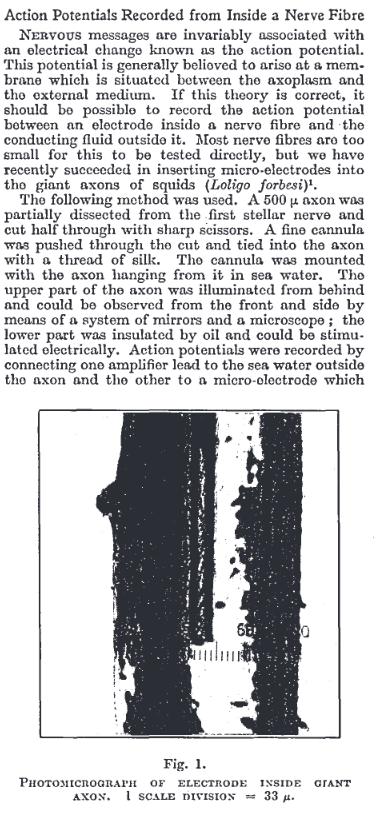 Action Potentials Recorded from Inside a Nerve Fibre
NERVOUS messages are invariably associated with
an electrical change known as the action potential.
This potential is generally believed to arise at a mem-
brane which is situated between the axoplasm and
the external medium. If this theory is correct, it
should be possible to record the action potential
between an electrode inside a nerve fibre and the
conducting fluid outside it. Most nerve fibres are too
small for this to be tested directly, but we have
recently succeeded in inserting micro-electrodes into
the giant axons of squids (Loligo forbesi)¹.
The following method was used. A 500 μ axon was
partially dissected from the first stellar nerve and
cut half through with sharp scissors. A fine cannula
was pushed through the cut and tied into the axon
with a thread of silk. The cannula was mounted
with the axon hanging from it in sea water. The
upper part of the axon was illuminated from behind
and could be observed from the front and side by
means of a system of mirrors and a microscope ; the
lower part was insulated by oil and could be stimu-
lated electrically. Action potentials were recorded by
connecting one amplifier lead to the sea water outside
the axon and the other to a micro-electrode which
Fig. 1.
PHOTOMICROGRAPH OF ELECTRODE INSIDE GIANT
AXON. 1 SCALE DIVISION = 33 μ.